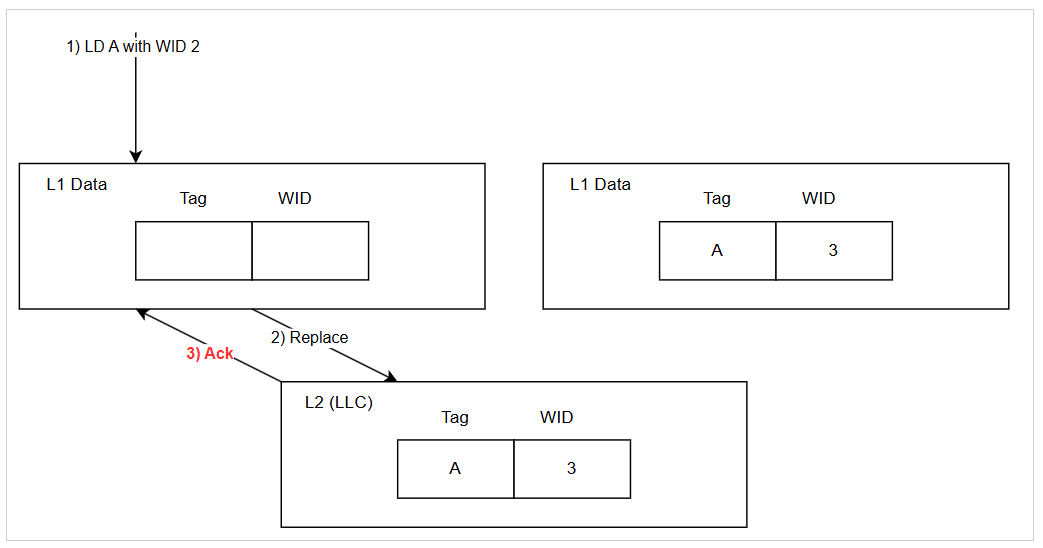 1) LD A with WID 2
L1 Data
Tag WID
L1 Data
Tag WID
A 3
2) Replace
3) Ack
L2 (LLC)
Tag WID
A 3